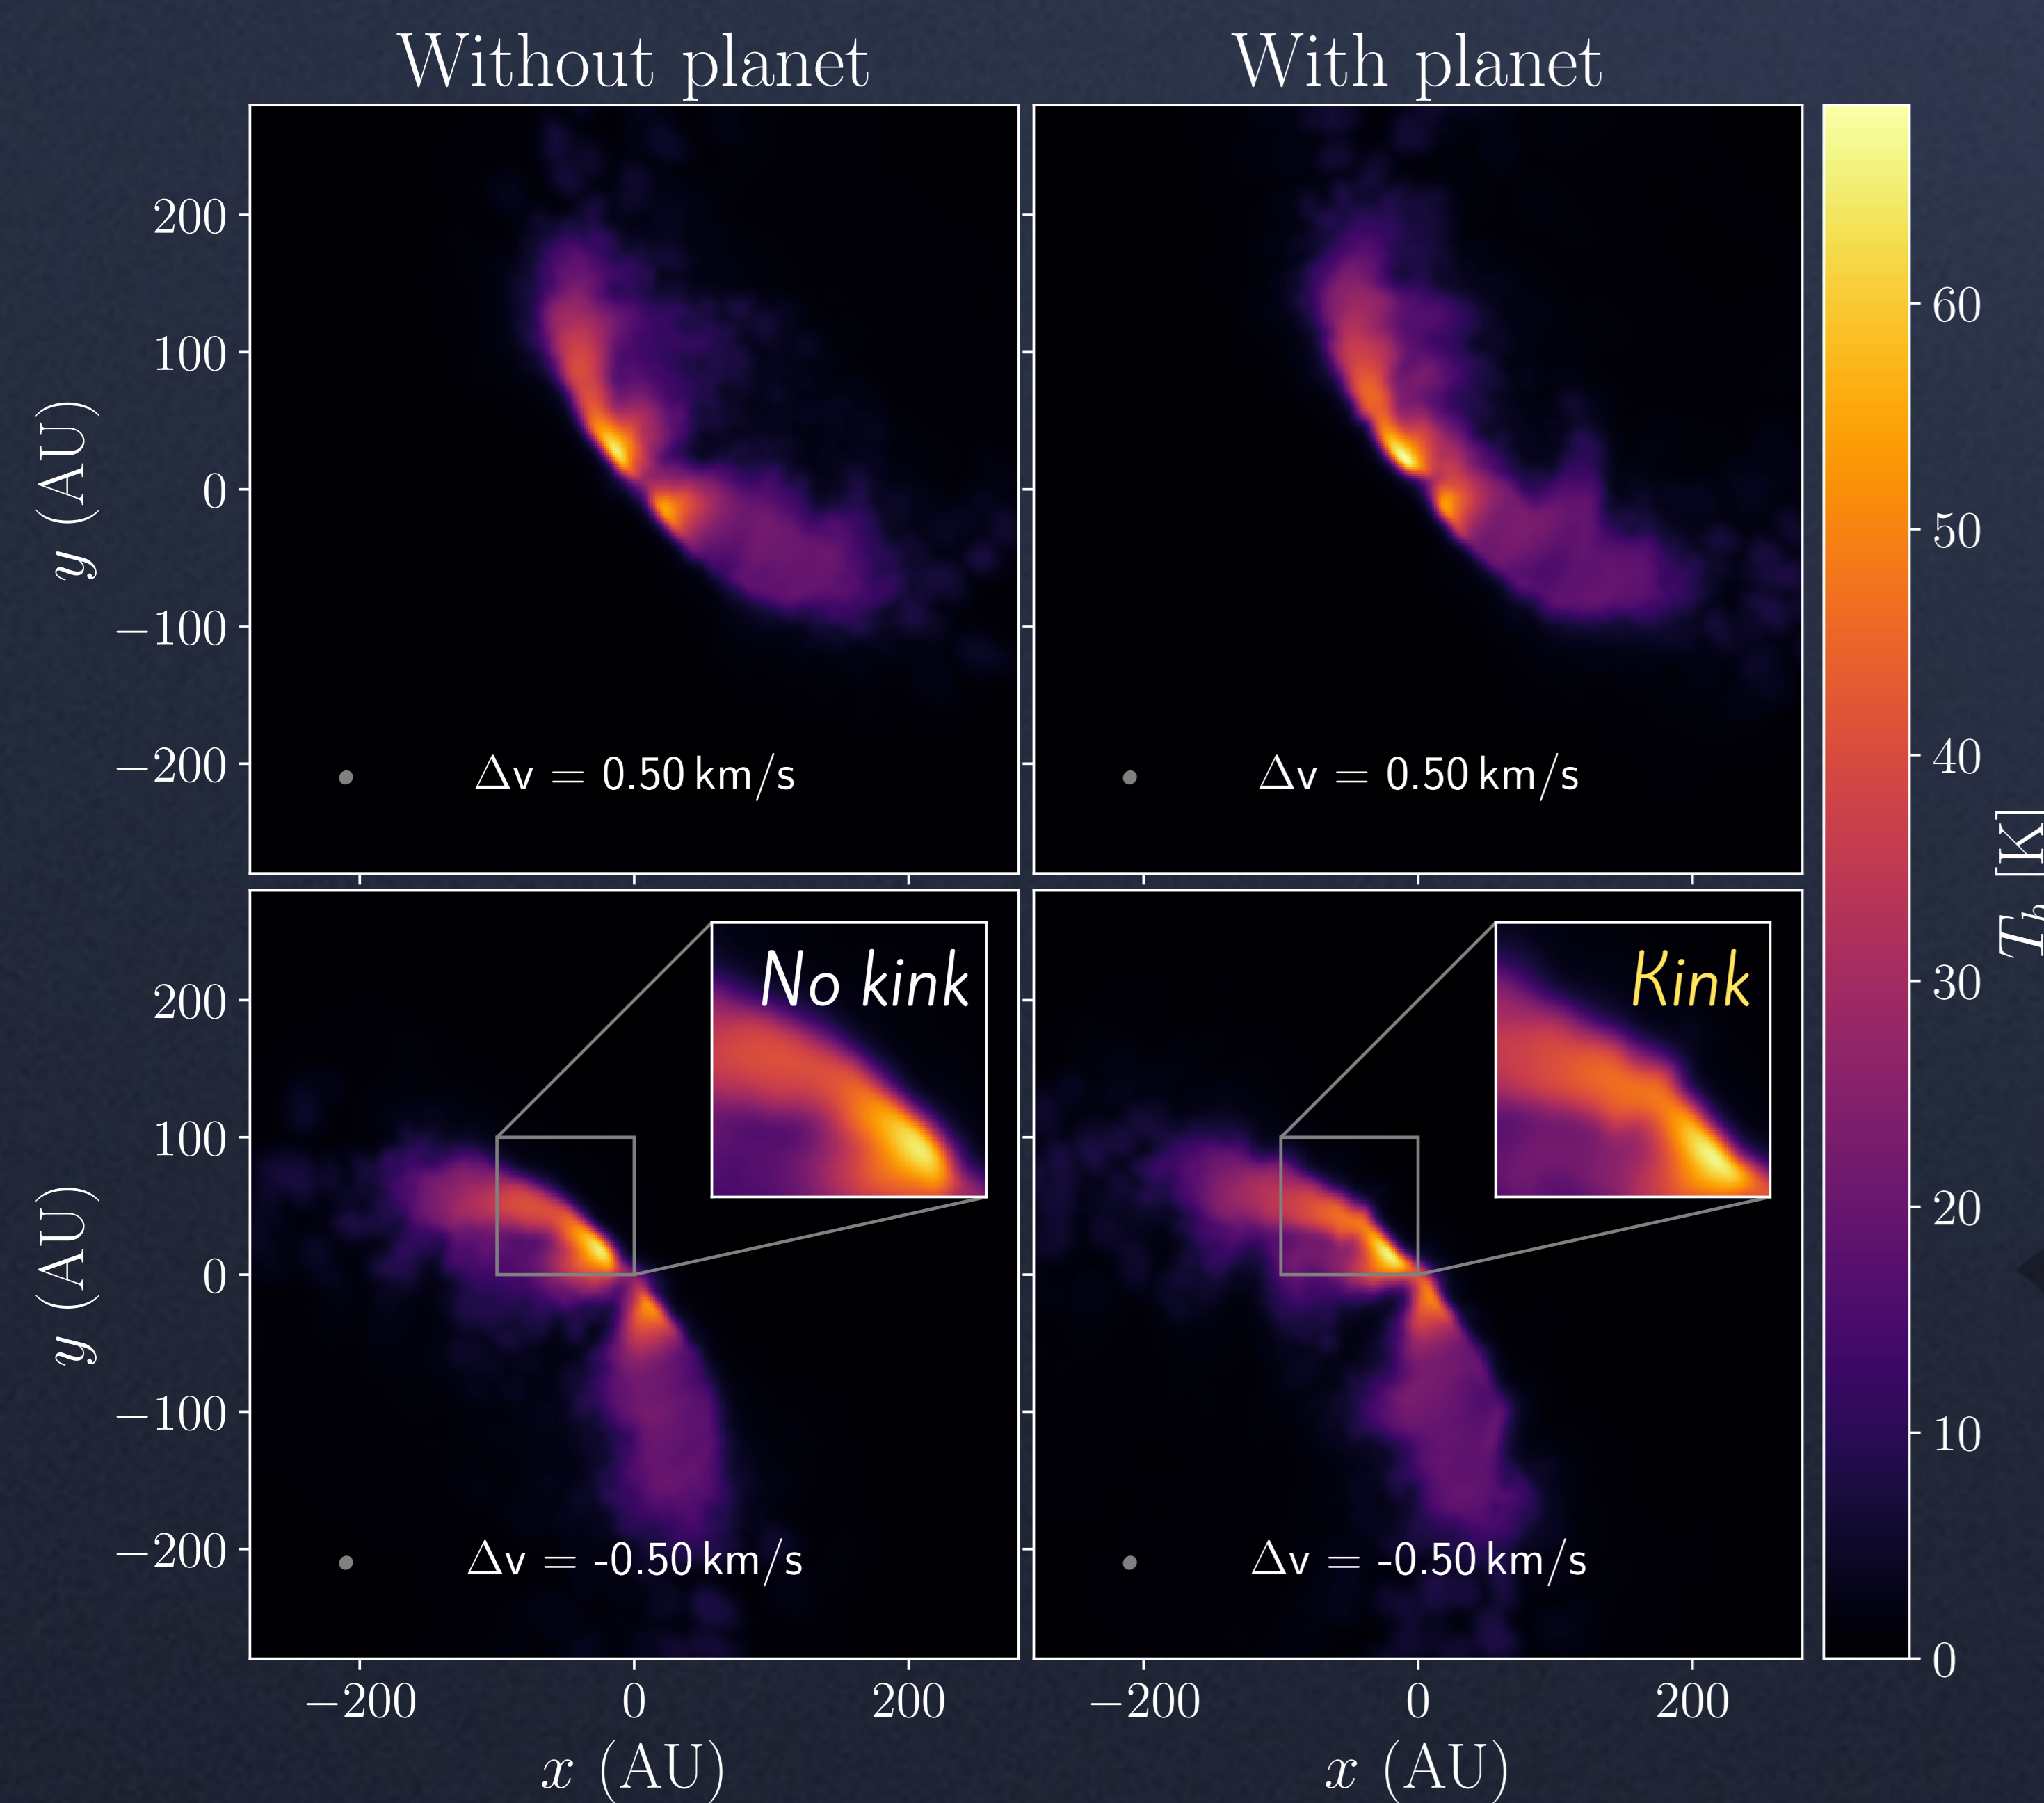 Without planet
With planet
y (AU)
200
100
0
−100
−200
Δv = 0.50 km/s
Δv = 0.50 km/s
60
50
40
30
20
10
0
T_b [K]
y (AU)
200
100
0
−100
−200
No kink
Kink
Δv = -0.50 km/s
Δv = -0.50 km/s
−200 0 200
−200 0 200
x (AU)
x (AU)